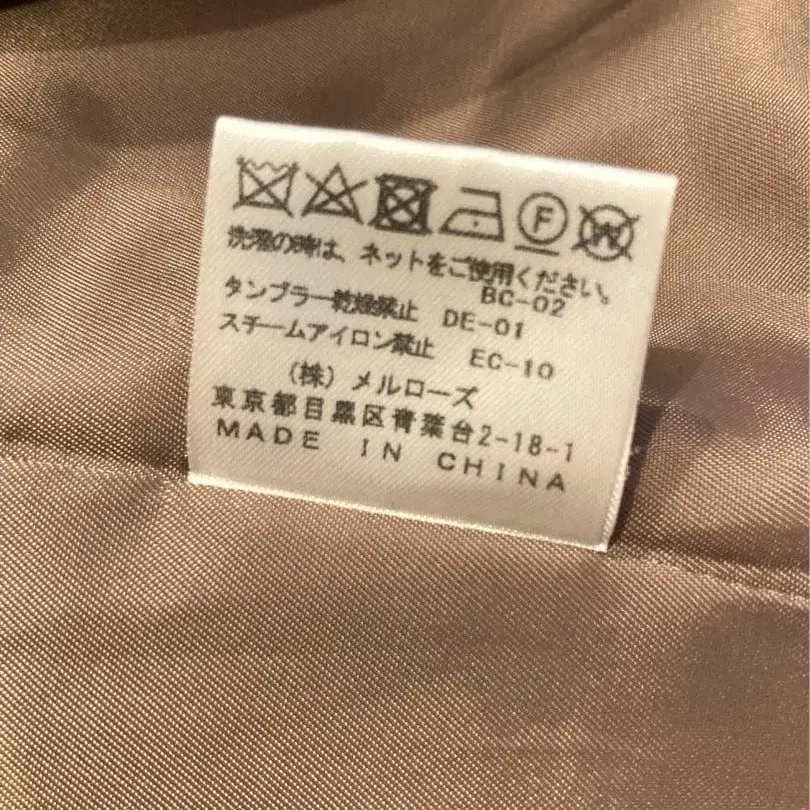 F W
洗濯の時は、ネットをご使用ください。
BC-02
タンブラー乾燥禁止 DE-01
スチームアイロン禁止 EC-10
(株)メルローズ
東京都目黒区青葉台2-18-1
MADE IN CHINA